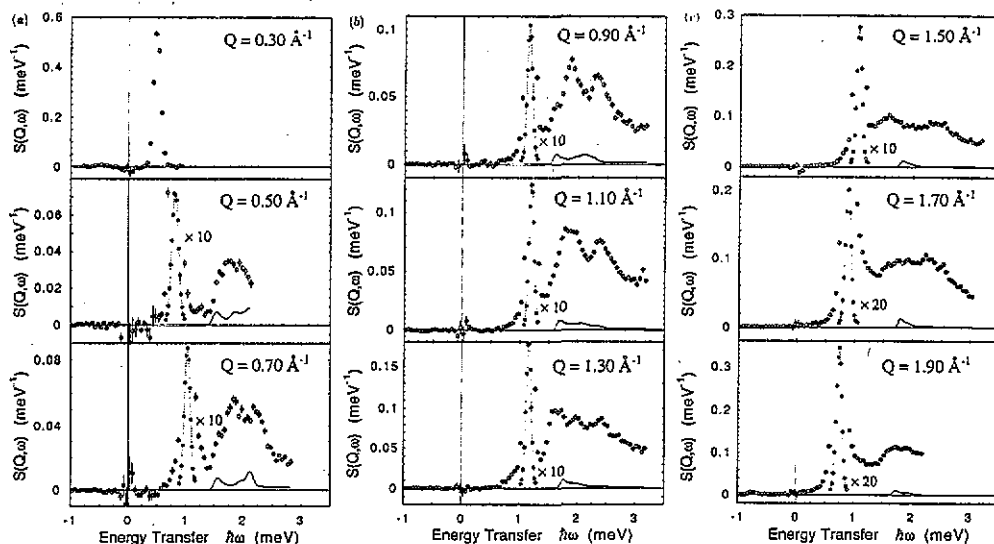 (a)
Q = 0.30 Å⁻¹
S(Q,ω) (meV⁻¹)
0.6
0.4
0.2
0
Q = 0.50 Å⁻¹
× 10
S(Q,ω) (meV⁻¹)
0.06
0.04
0.02
0
Q = 0.70 Å⁻¹
× 10
S(Q,ω) (meV⁻¹)
0.08
0.04
0
-1 0 1 2 3
Energy Transfer ħω (meV)
(b)
Q = 0.90 Å⁻¹
× 10
S(Q,ω) (meV⁻¹)
0.1
0.05
0
Q = 1.10 Å⁻¹
× 10
S(Q,ω) (meV⁻¹)
0.1
0.05
0
Q = 1.30 Å⁻¹
× 10
S(Q,ω) (meV⁻¹)
0.15
0.1
0.05
0
-1 0 1 2 3
Energy Transfer ħω (meV)
(c)
Q = 1.50 Å⁻¹
× 10
S(Q,ω) (meV⁻¹)
0.3
0.2
0.1
0
Q = 1.70 Å⁻¹
× 20
S(Q,ω) (meV⁻¹)
0.2
0.1
0
Q = 1.90 Å⁻¹
× 20
S(Q,ω) (meV⁻¹)
0.3
0.2
0.1
0
-1 0 1 2 3
Energy Transfer ħω (meV)